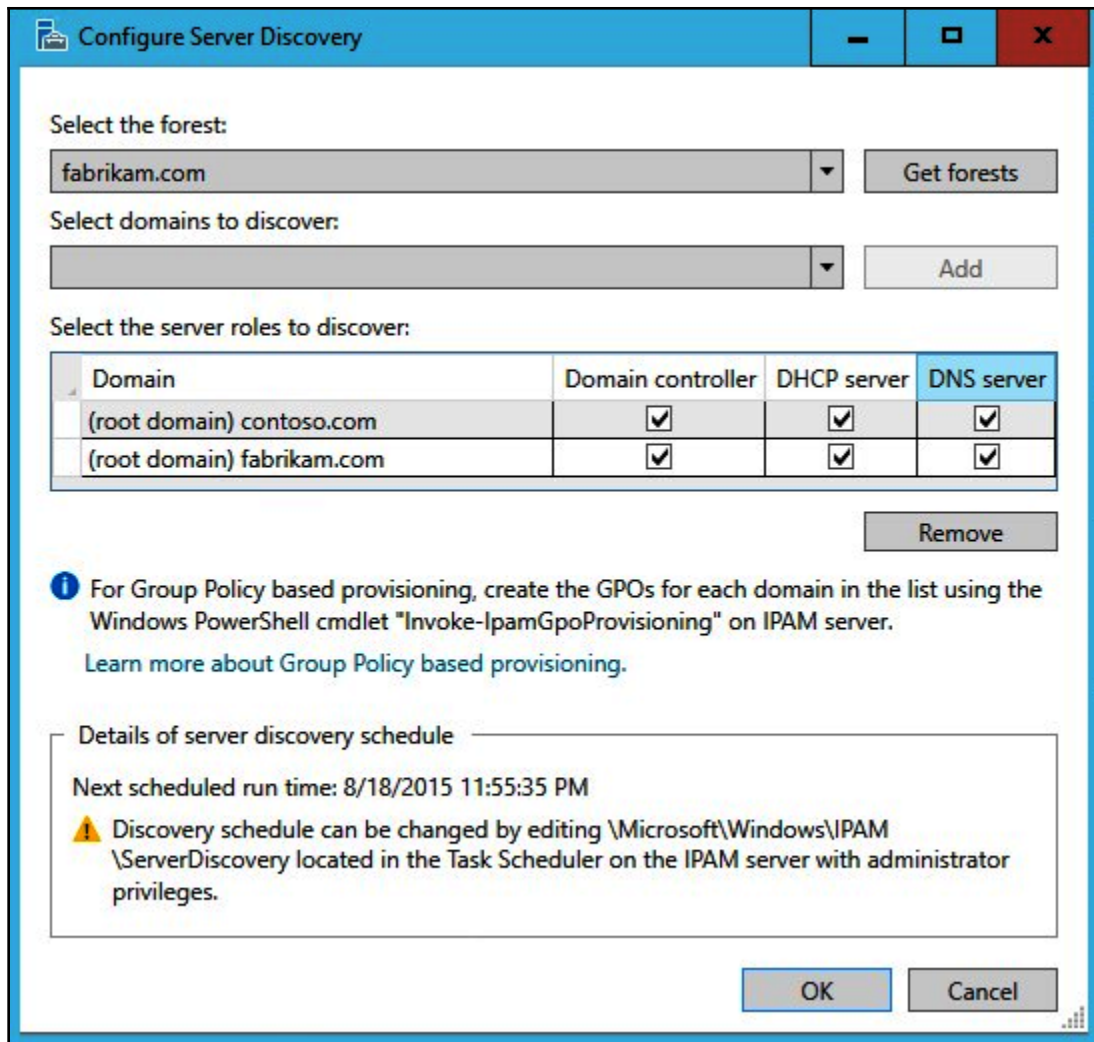 Configure Server Discovery
Select the forest:
fabrikam.com
Get forests
Select domains to discover:
Add
Select the server roles to discover:
Domain Domain controller DHCP server DNS server
(root domain) contoso.com
(root domain) fabrikam.com
Remove
For Group Policy based provisioning, create the GPOs for each domain in the list using the
Windows PowerShell cmdlet "Invoke-IpamGpoProvisioning" on IPAM server.
Learn more about Group Policy based provisioning.
Details of server discovery schedule
Next scheduled run time: 8/18/2015 11:55:35 PM
Discovery schedule can be changed by editing \Microsoft\Windows\IPAM
\ServerDiscovery located in the Task Scheduler on the IPAM server with administrator
privileges.
OK Cancel